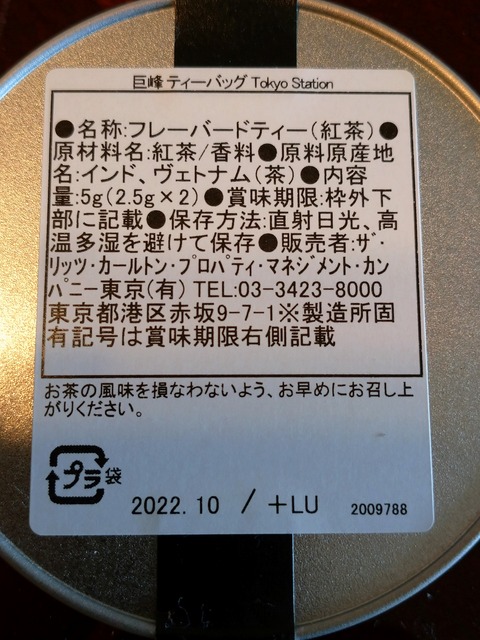 巨峰 ティーバッグ Tokyo Station
●名称:フレーバードティー(紅茶)●
原材料名:紅茶/香料●原料原産地
名:インド、ヴェトナム(茶)●内容
量:5g(2.5g×2)●賞味期限:枠外下
部に記載●保存方法:直射日光、高
温多湿を避けて保存●販売者:ｻﾞ・
リッツ・カールトン・プロパティ・マネジメント・カン
パニー東京(有) TEL:03-3423-8000
東京都港区赤坂9-7-1※製造所固
有記号は賞味期限右側記載
お茶の風味を損なわないよう、お早めにお召し上
がりください。
プラ 袋
2022.10 / +LU 2009788